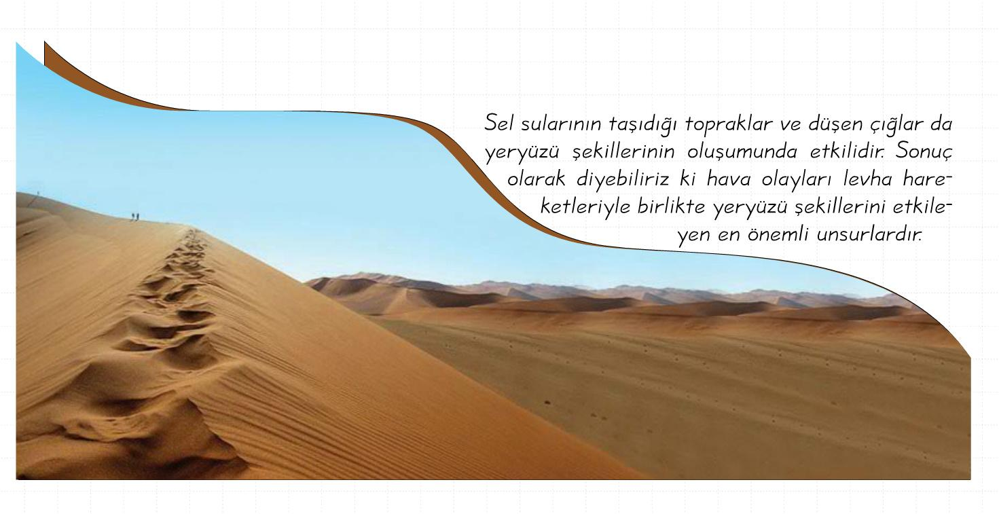 Sel sularının taşıdığı topraklar ve düşen çığlar da
yeryüzü şekillerinin oluşumunda etkilidir. Sonuç
olarak diyebiliriz ki hava olayları levha hare-
ketleriyle birlikte yeryüzü şekillerini etkile-
yen en önemli unsurlardır.